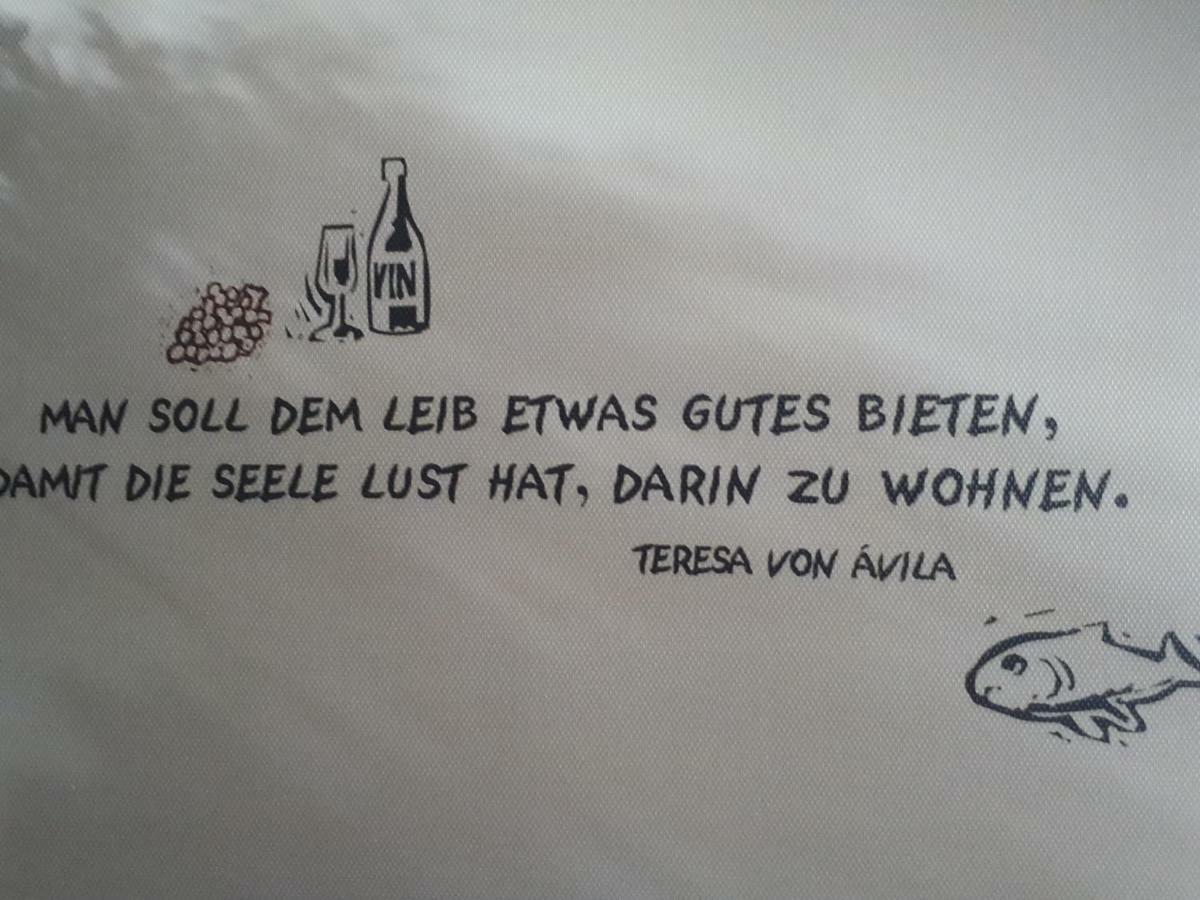 VIN
MAN SOLL DEM LEIB ETWAS GUTES BIETEN,
DAMIT DIE SEELE LUST HAT, DARIN ZU WOHNEN.
TERESA VON ÁVILA